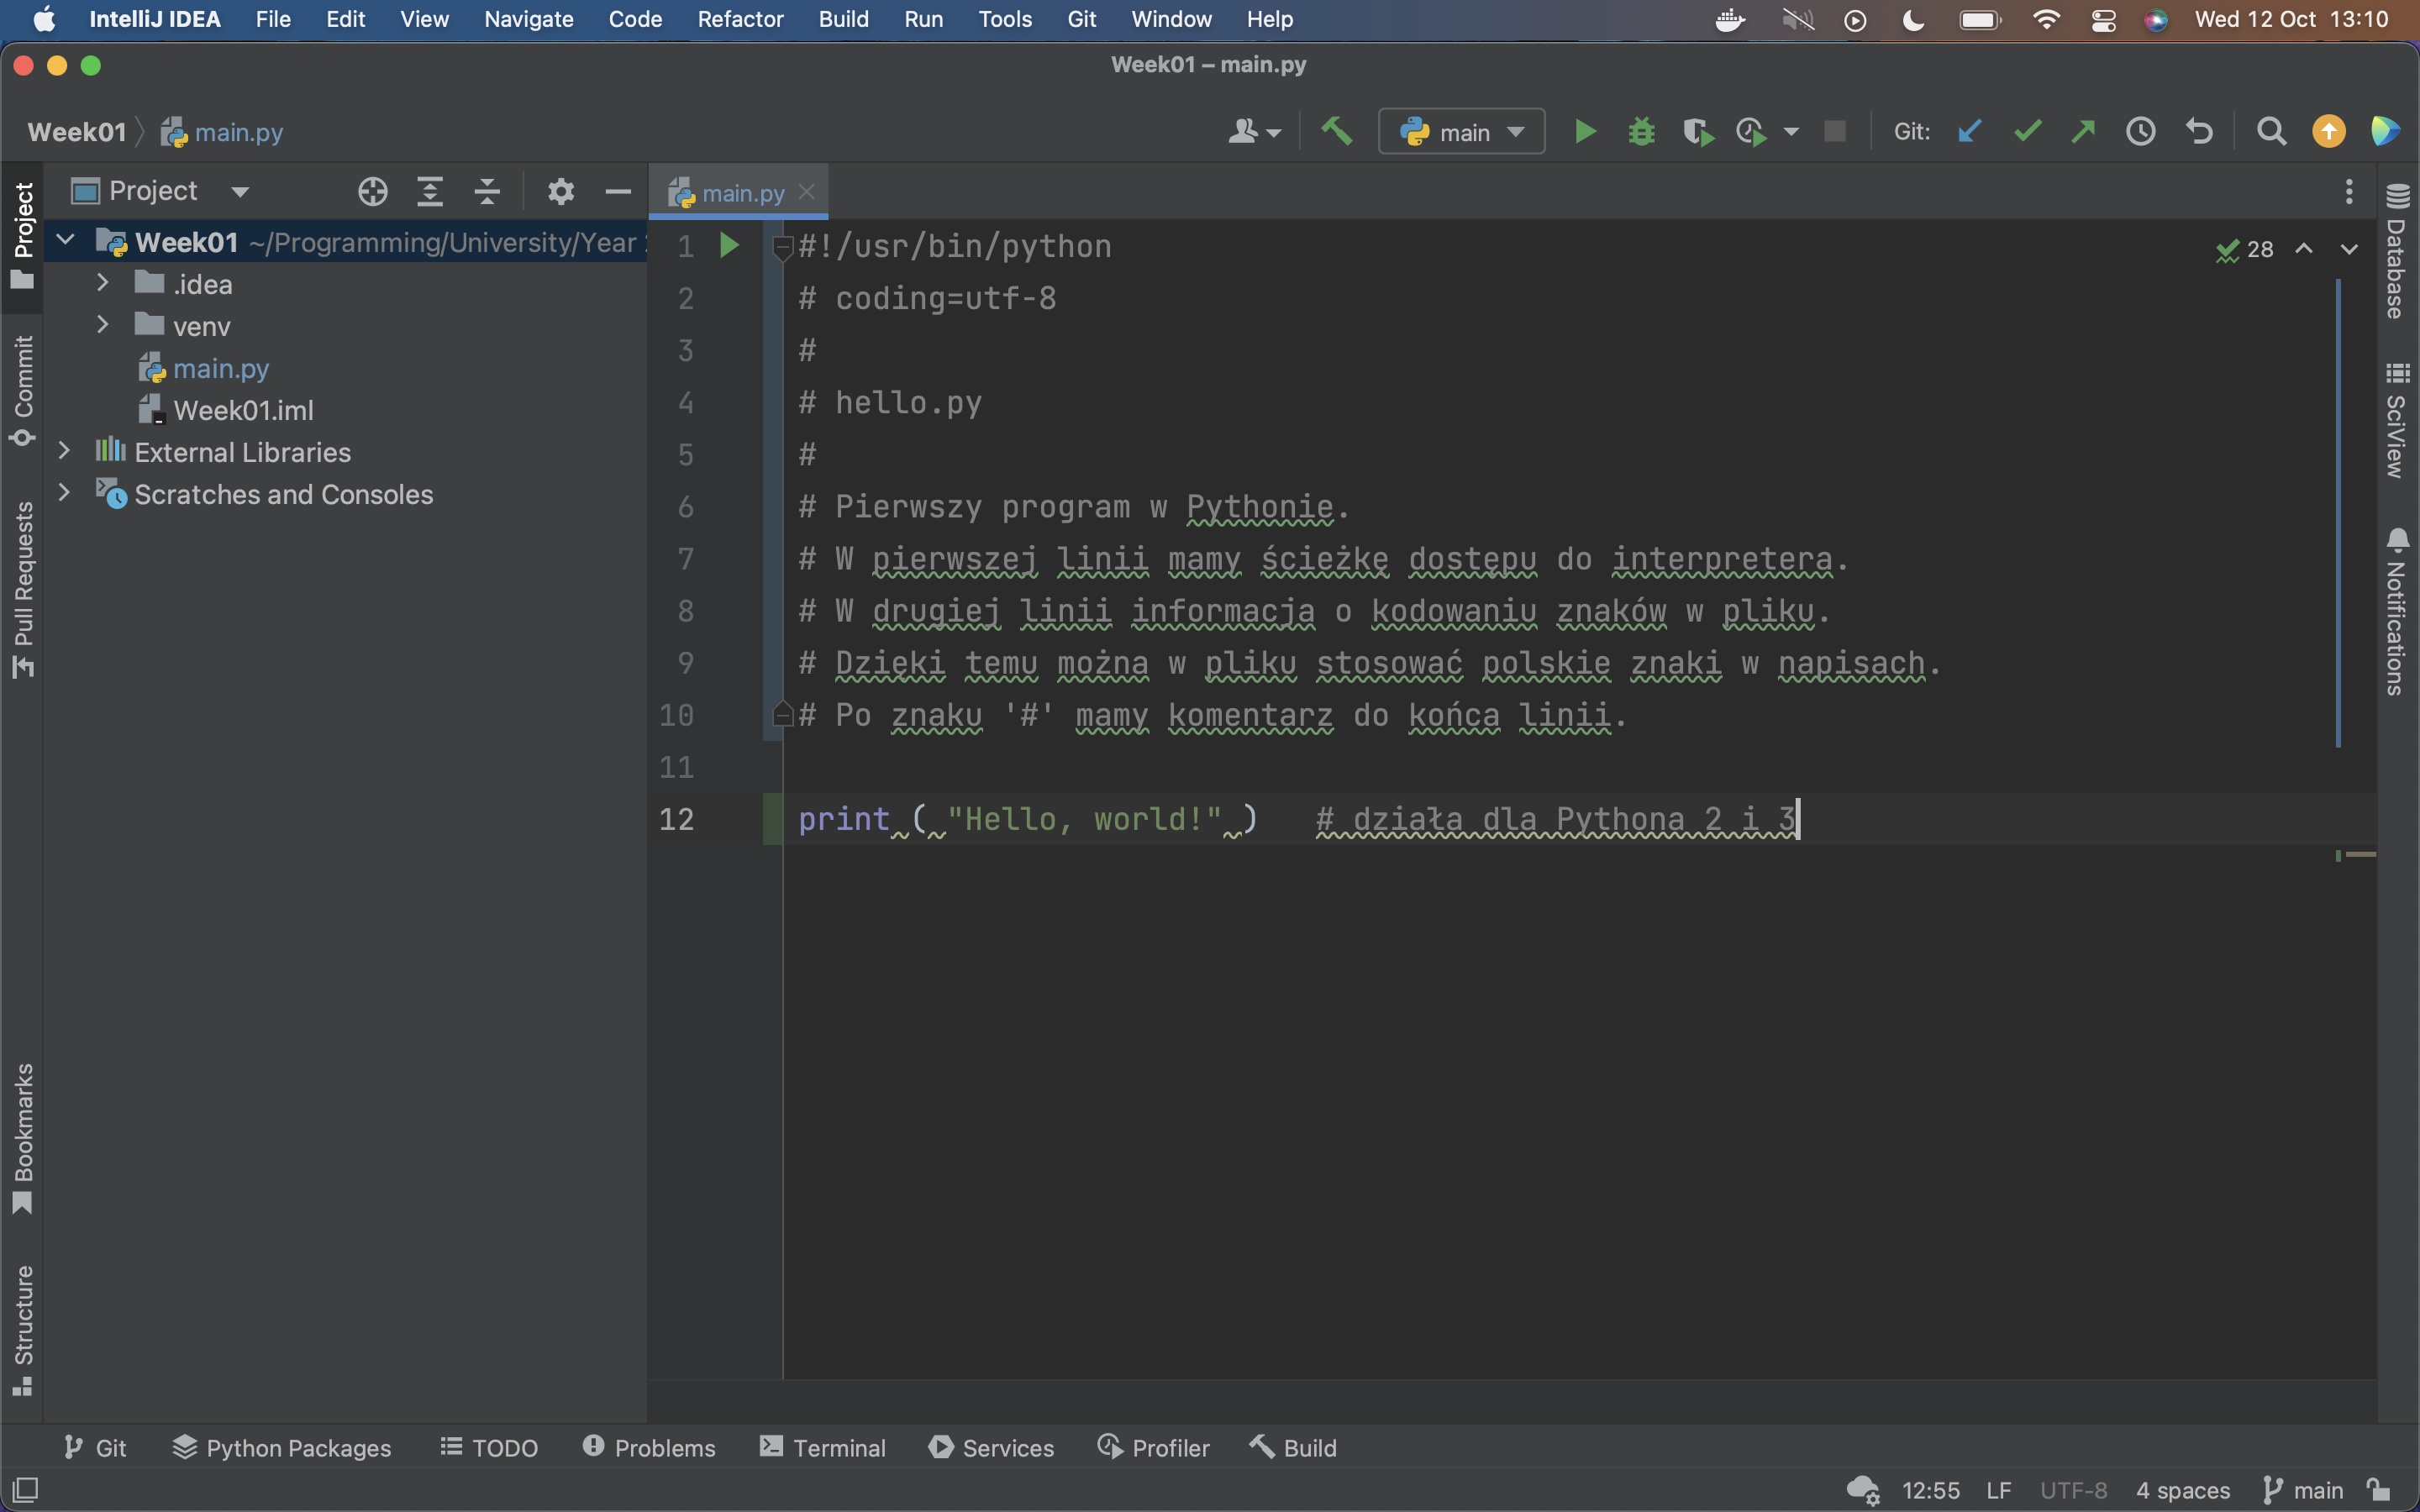 IntelliJ IDEA File Edit View Navigate Code Refactor Build Run Tools Git Window Help Wed 12 Oct 13:10
Week01 – main.py
Week01 main.py main Git:
Project
main.py
Week01 ~/Programming/University/Year
.idea
venv
main.py
Week01.iml
External Libraries
Scratches and Consoles
Project
Commit
Pull Requests
Bookmarks
Structure
1 #!/usr/bin/python
2 # coding=utf-8
3 #
4 # hello.py
5 #
6 # Pierwszy program w Pythonie.
7 # W pierwszej linii mamy ścieżkę dostępu do interpretera.
8 # W drugiej linii informacja o kodowaniu znaków w pliku.
9 # Dzięki temu można w pliku stosować polskie znaki w napisach.
10 # Po znaku '#' mamy komentarz do końca linii.
11
12 print ( "Hello, world!" )   # działa dla Pythona 2 i 3
28
Database
SciView
Notifications
Git Python Packages TODO Problems Terminal Services Profiler Build
12:55 LF UTF-8 4 spaces main